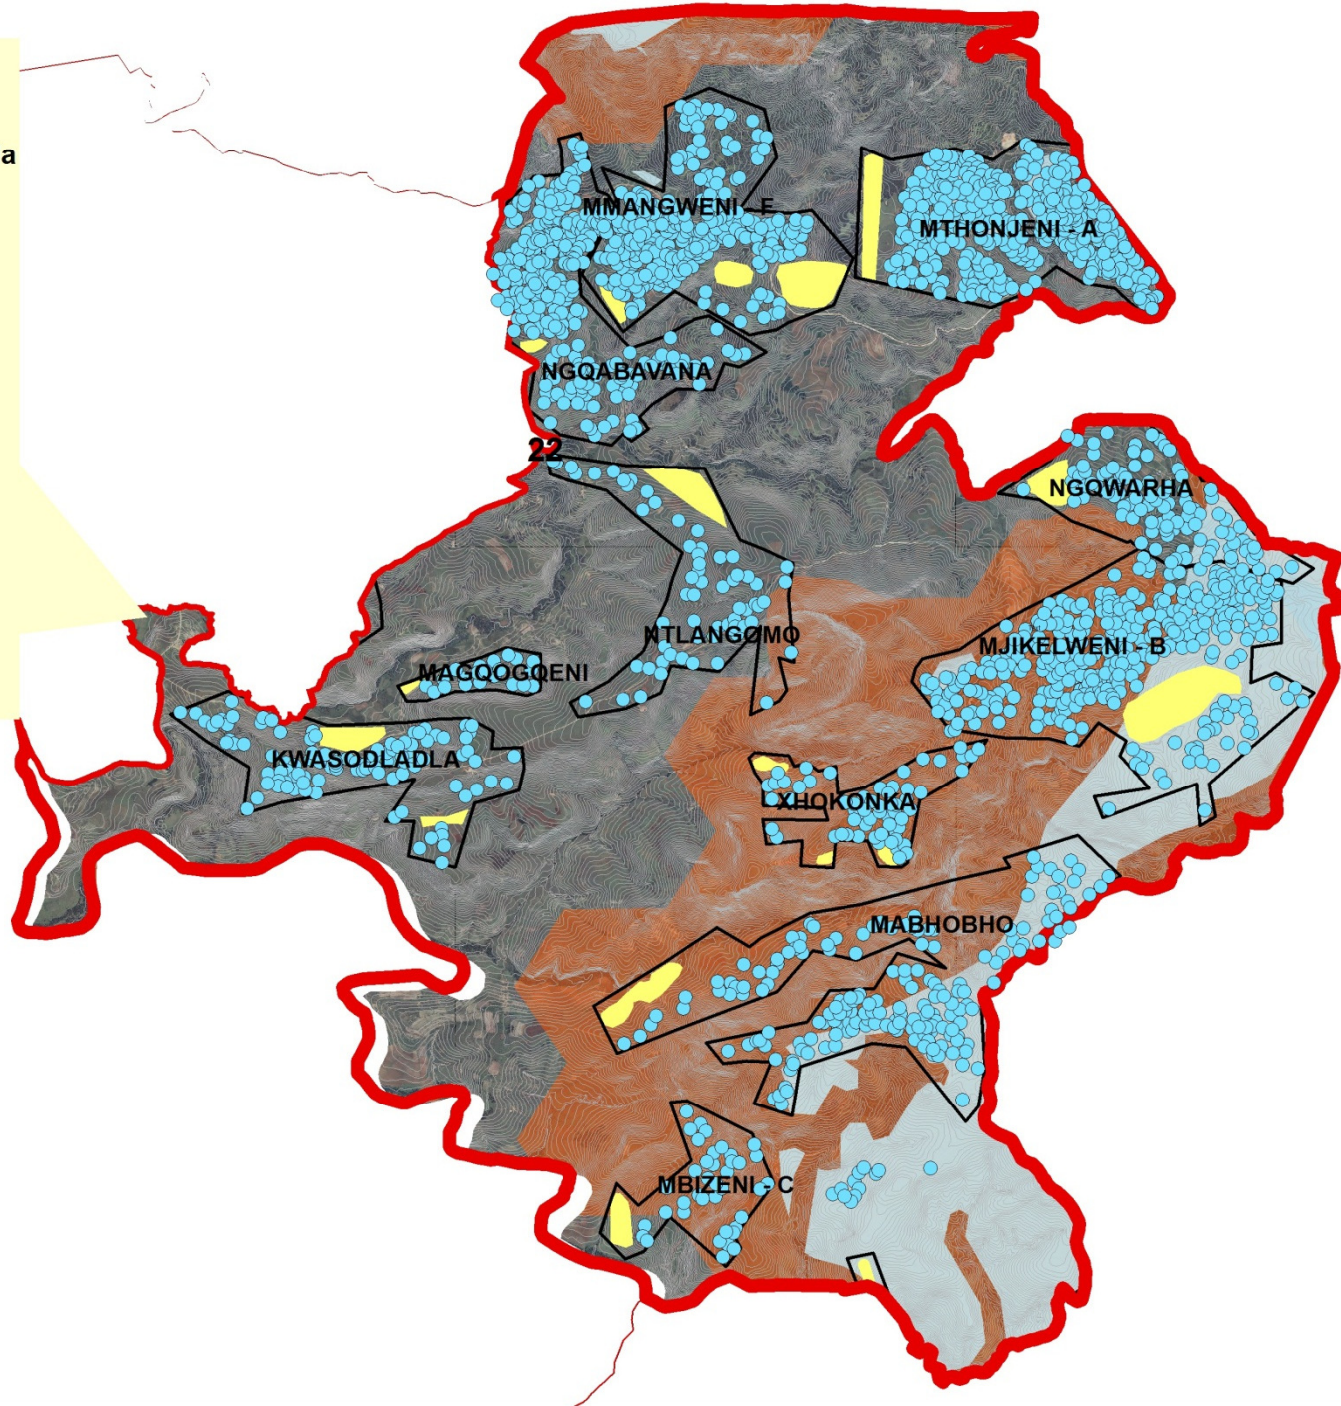 a
MMANGWENI - F
MTHONJENI - A
NGQABAVANA
22
NGQWARHA
NTLANGOMO
MJIKELWENI - B
MAGQOGQENI
KWASODLADLA
XHOKONKA
MABHOBHO
MBIZENI - C